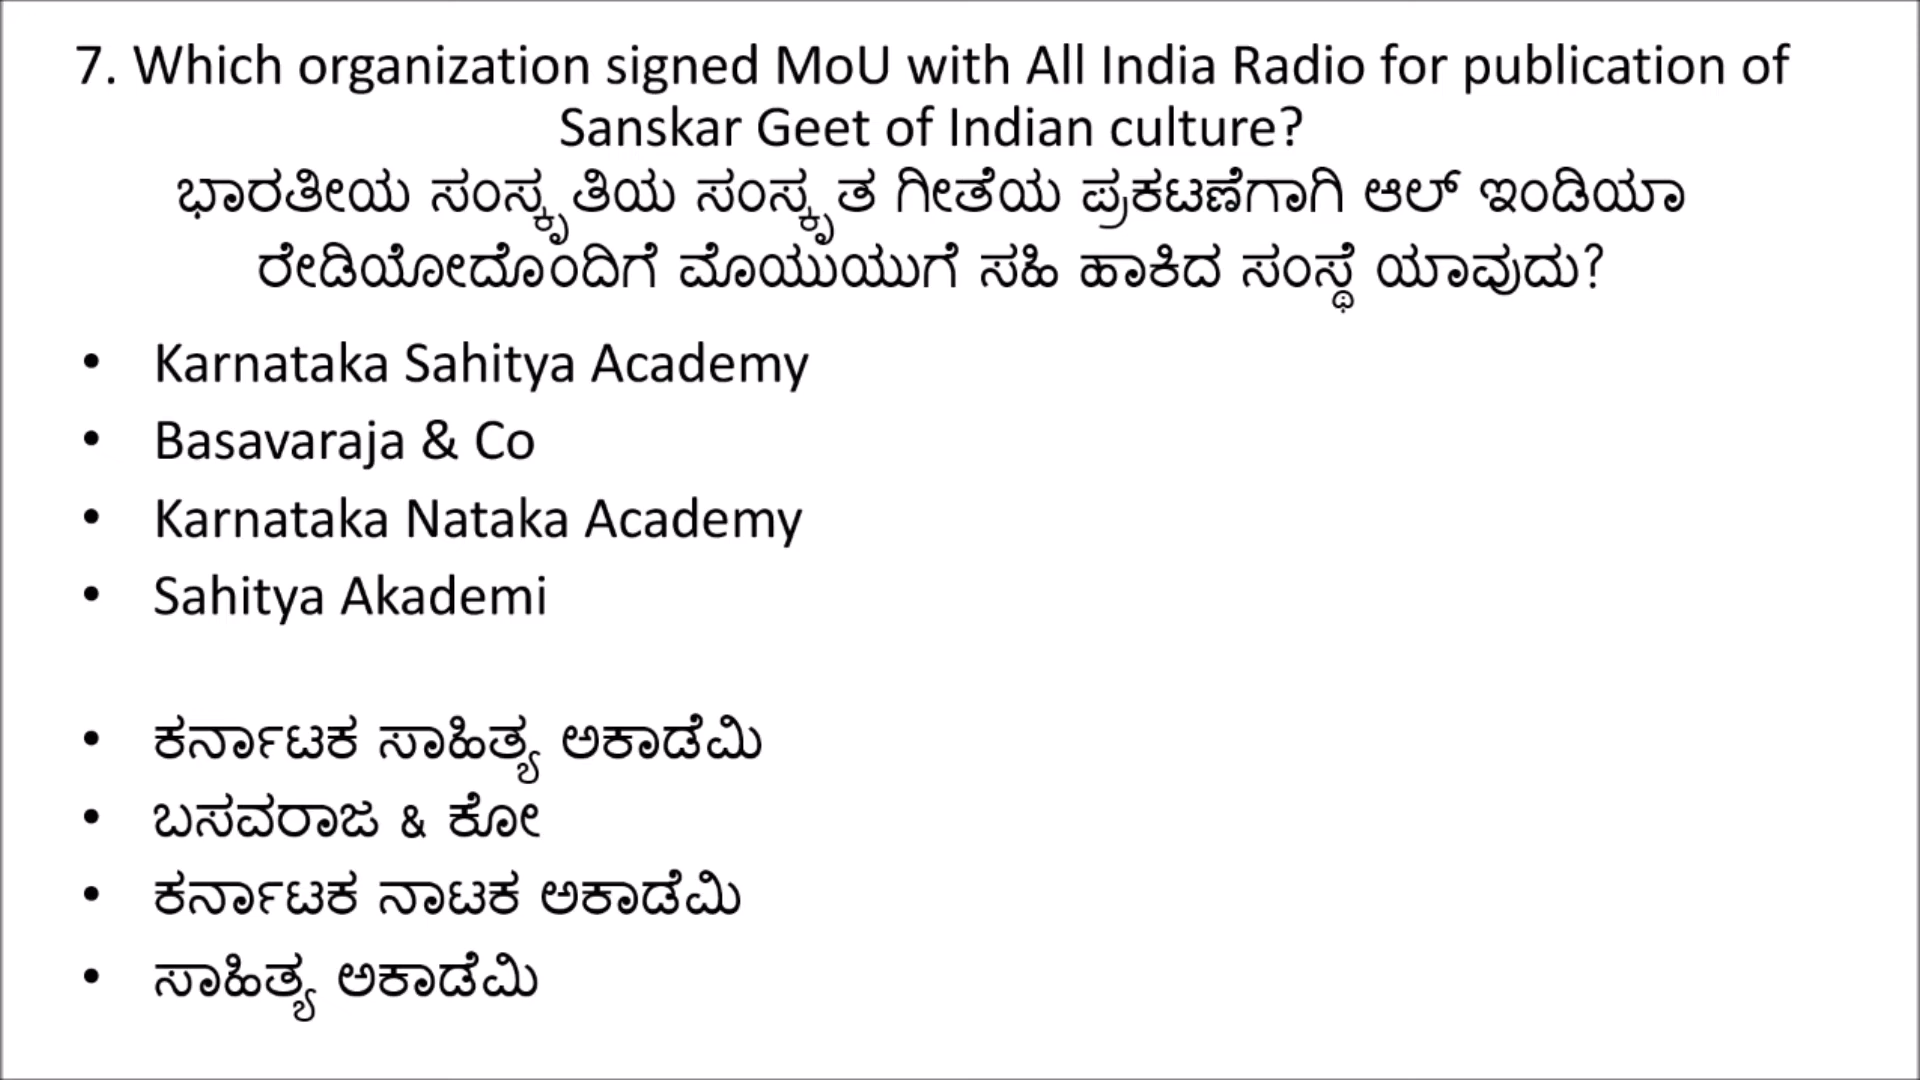 7. Which organization signed MoU with All India Radio for publication of
Sanskar Geet of Indian culture?
ಭಾರತೀಯ ಸಂಸ್ಕೃತಿಯ ಸಂಸ್ಕೃತ ಗೀತೆಯ ಪ್ರಕಟಣೆಗಾಗಿ ಆಲ್ ಇಂಡಿಯಾ
ರೇಡಿಯೋದೊಂದಿಗೆ ಮೊಯುಯುಗೆ ಸಹಿ ಹಾಕಿದ ಸಂಸ್ಥೆ ಯಾವುದು?
• Karnataka Sahitya Academy
• Basavaraja & Co
• Karnataka Nataka Academy
• Sahitya Akademi
• ಕರ್ನಾಟಕ ಸಾಹಿತ್ಯ ಅಕಾಡೆಮಿ
• ಬಸವರಾಜ & ಕೋ
• ಕರ್ನಾಟಕ ನಾಟಕ ಅಕಾಡೆಮಿ
• ಸಾಹಿತ್ಯ ಅಕಾಡೆಮಿ